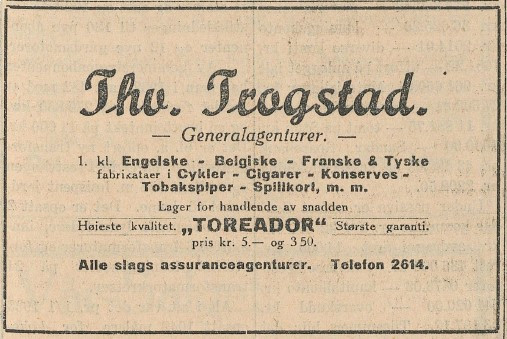 Thv. Trogstad.
— Generalagenturer. —
1. kl. Engelske - Belgiske - Franske & Tyske
fabrikater i Cykler - Cigarer - Konserves -
Tobakspiper - Spillkort, m. m.
Lager for handlende av snadden
Høieste kvalitet. „TOREADOR“ Største garanti.
pris kr. 5.— og 3 50.
Alle slags assuranceagenturer. Telefon 2614.